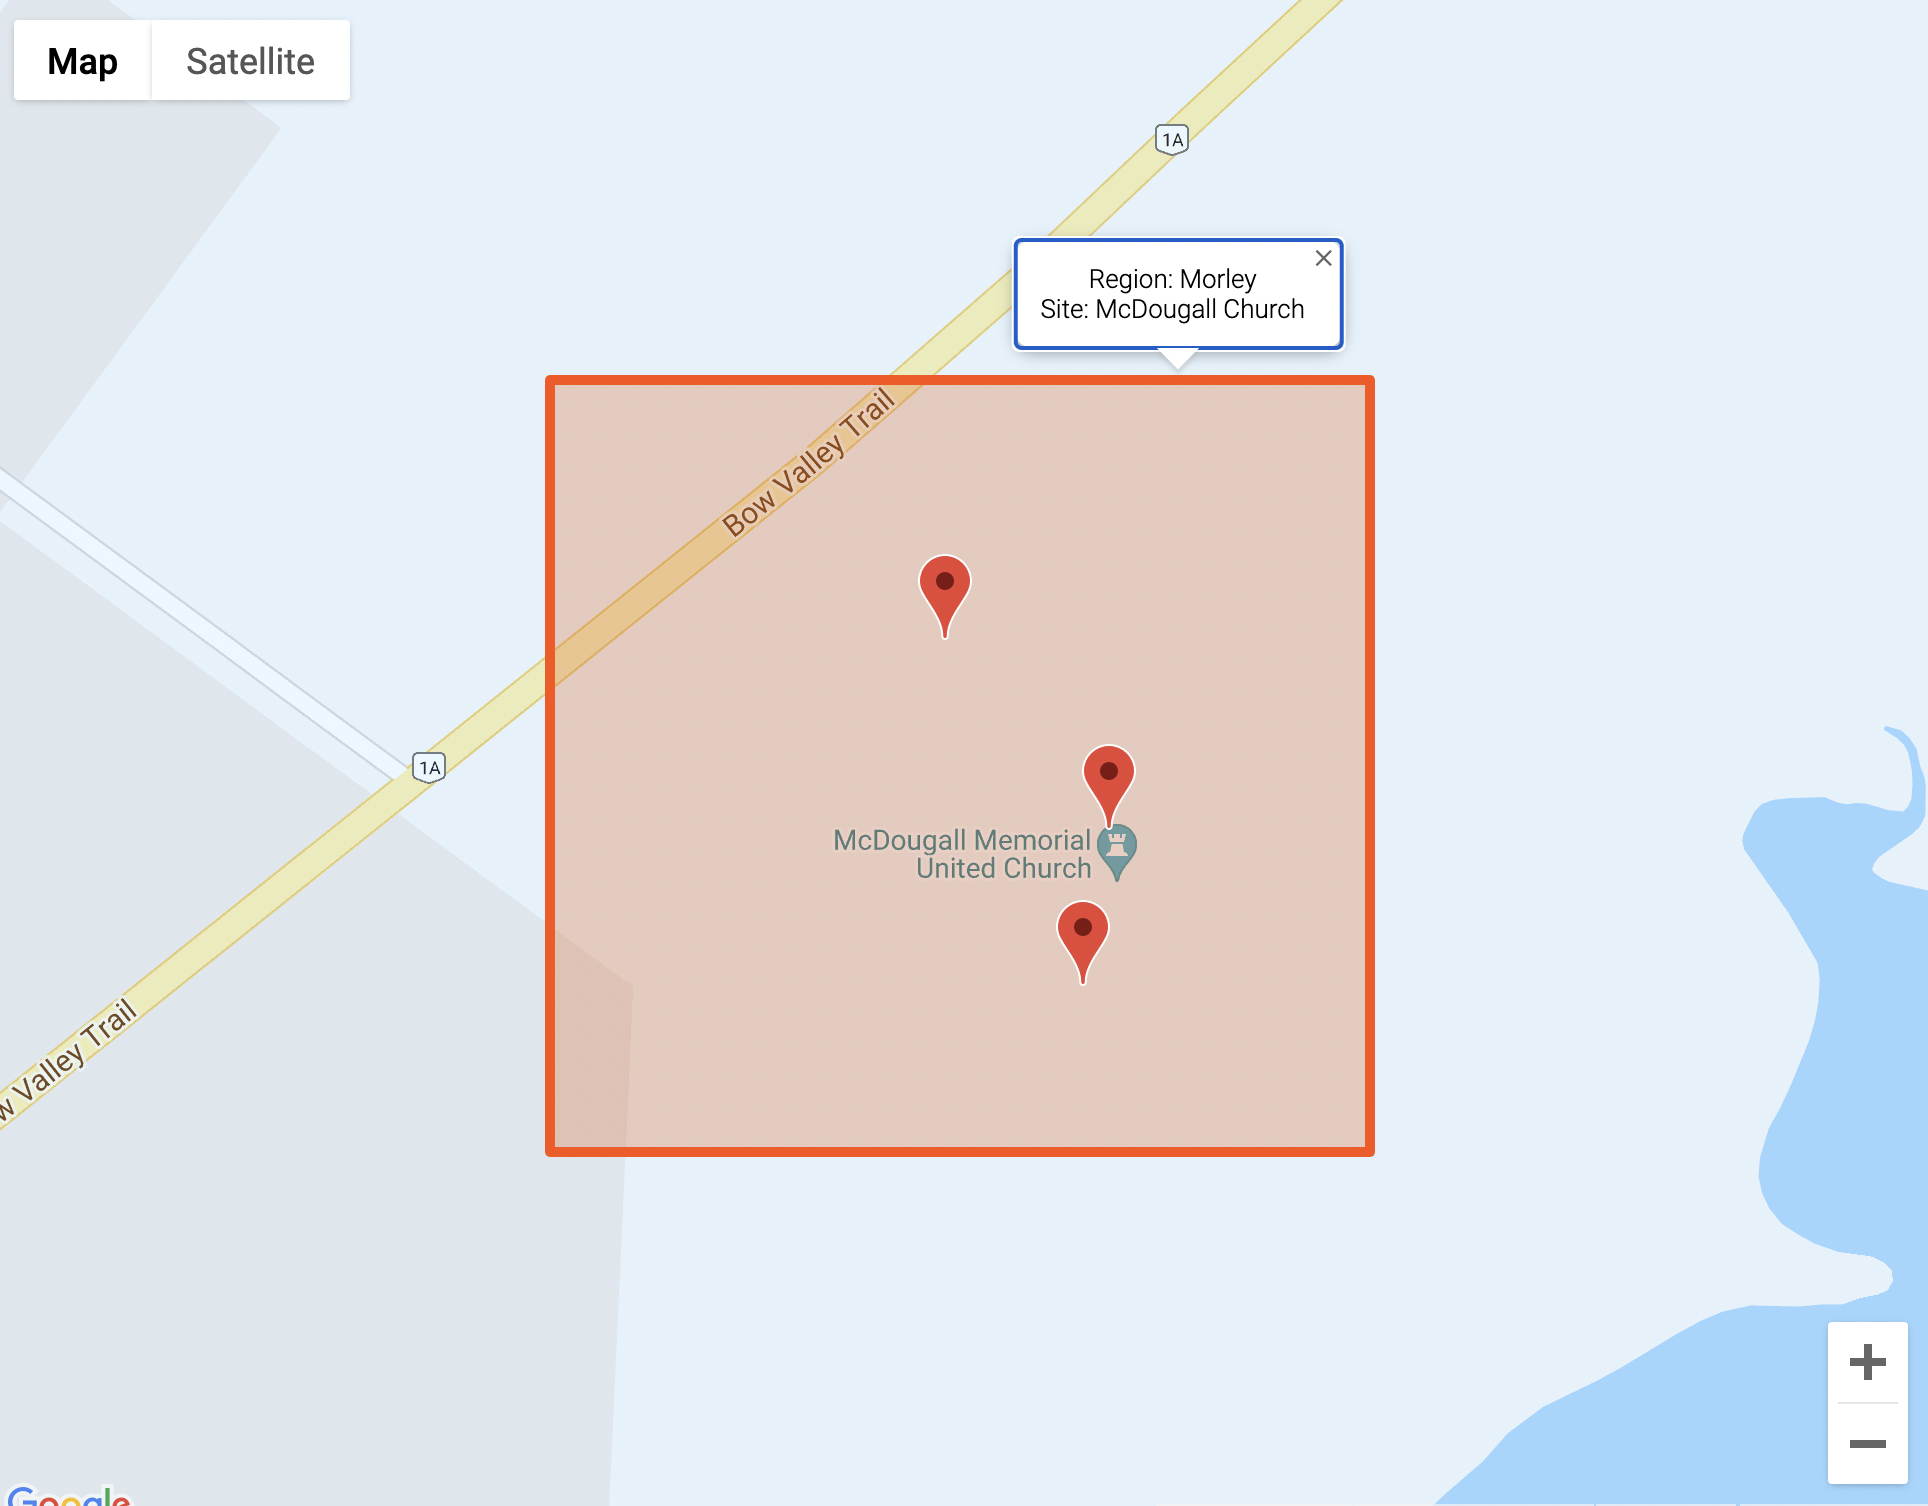 Map
Satellite
1A
Region: Morley
Site: McDougall Church
Bow Valley Trail
1A
McDougall Memorial
United Church
w Valley Trail
Google